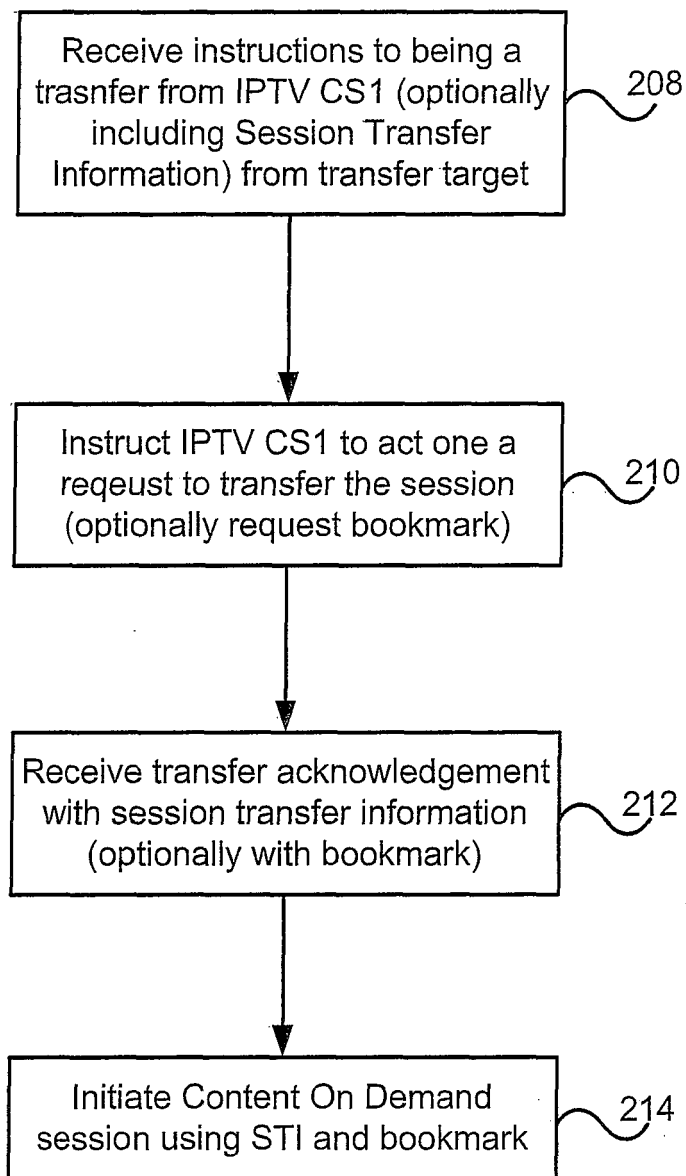 Receive instructions to being a
trasnfer from IPTV CS1 (optionally
including Session Transfer
Information) from transfer target
208
Instruct IPTV CS1 to act one a
reqeust to transfer the session
(optionally request bookmark)
210
Receive transfer acknowledgement
with session transfer information
(optionally with bookmark)
212
Initiate Content On Demand
session using STI and bookmark
214